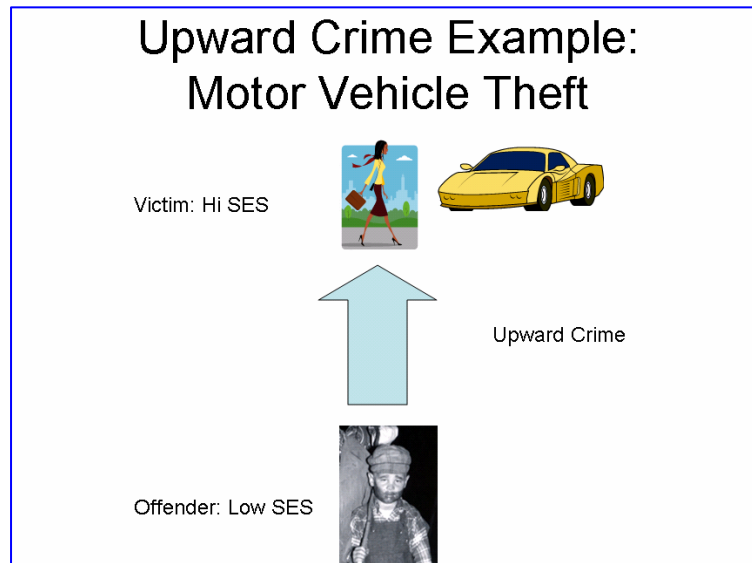 Upward Crime Example:
Motor Vehicle Theft
Victim: Hi SES
Upward Crime
Offender: Low SES